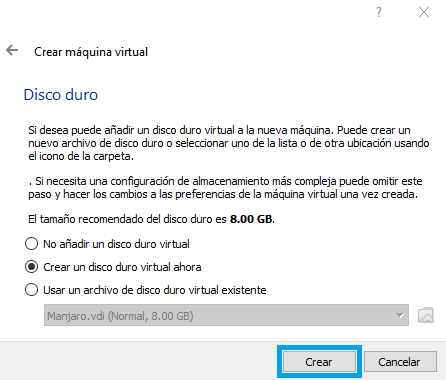 ?
Crear máquina virtual
Disco duro
Si desea puede añadir un disco duro virtual a la nueva máquina. Puede crear un
nuevo archivo de disco duro o seleccionar uno de la lista o de otra ubicación usando
el icono de la carpeta.
. Si necesita una configuración de almacenamiento más compleja puede omitir este
paso y hacer los cambios a las preferencias de la máquina virtual una vez creada.
El tamaño recomendado del disco duro es 8.00 GB.
No añadir un disco duro virtual
Crear un disco duro virtual ahora
Usar un archivo de disco duro virtual existente
Manjaro.vdi (Normal, 8.00 GB)
Crear
Cancelar